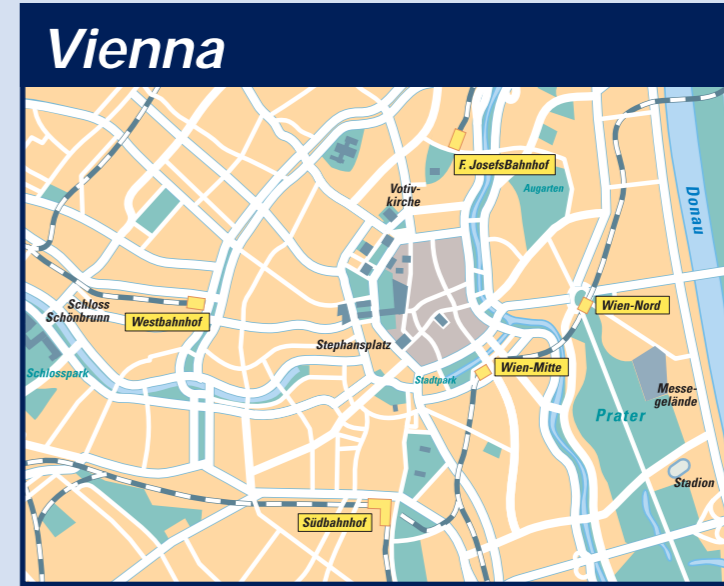 Vienna
F. JosefsBahnhof
Votiv-
kirche
Augarten
Donau
Schloss
Schönbrunn
Westbahnhof
Wien-Nord
Stephansplatz
Wien-Mitte
Schlosspark
Stadtpark
Messe-
gelände
Prater
Stadion
Südbahnhof